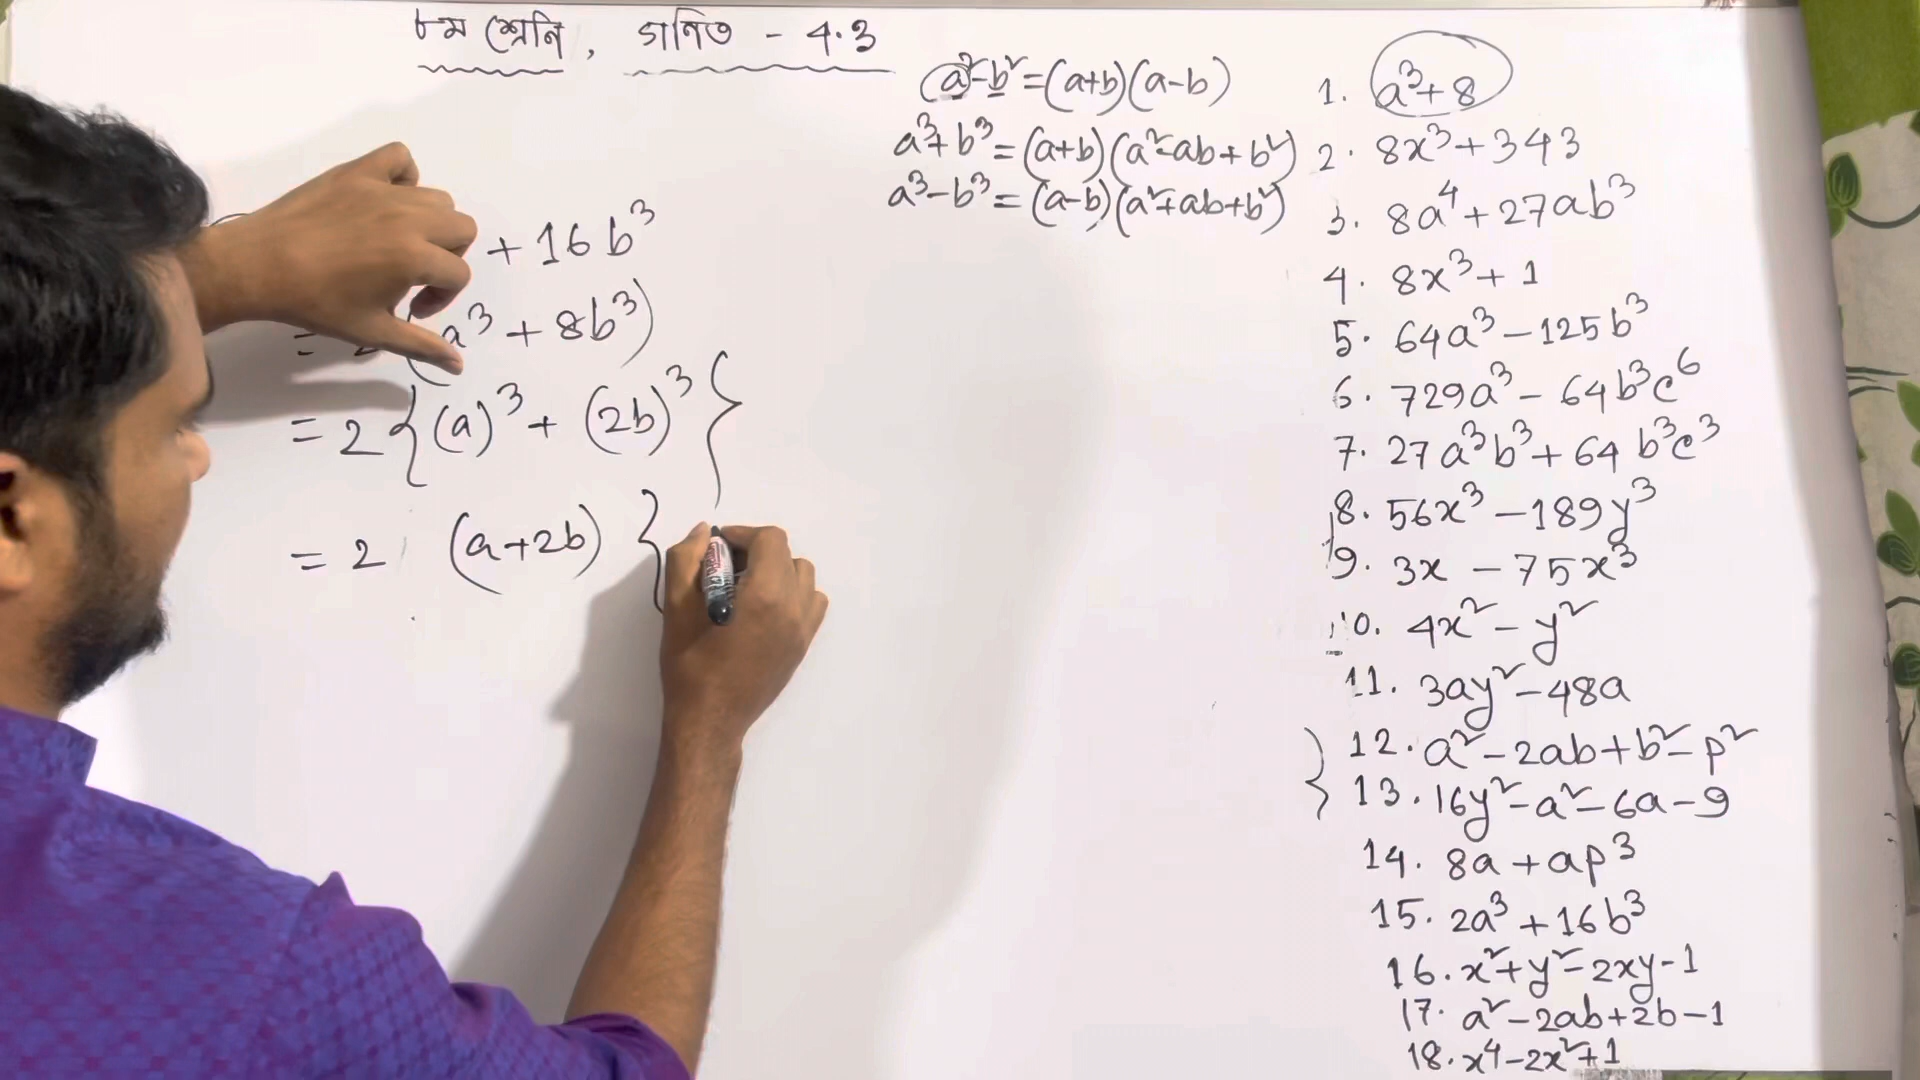 ৮ম শ্রেনি, গনিত - 4.3
a²-b²=(a+b)(a-b)
a³+b³=(a+b)(a²-ab+b²)
a³-b³=(a-b)(a²+ab+b²)
+16b³
= 2(a³+8b³)
=2{(a)³+(2b)³}
=2 (a+2b) {
1. a³+8
2. 8x³+343
3. 8a⁴+27ab³
4. 8x³+1
5. 64a³-125b³
6. 729a³-64b³c⁶
7. 27a³b³+64b³c³
8. 56x³-189y³
9. 3x-75x³
10. 4x²-y²
11. 3ay²-48a
12. a²-2ab+b²-p²
13. 16y²-a²-6a-9
14. 8a+ap³
15. 2a³+16b³
16. x²+y²-2xy-1
17. a²-2ab+2b-1
18. x⁴-2x²+1